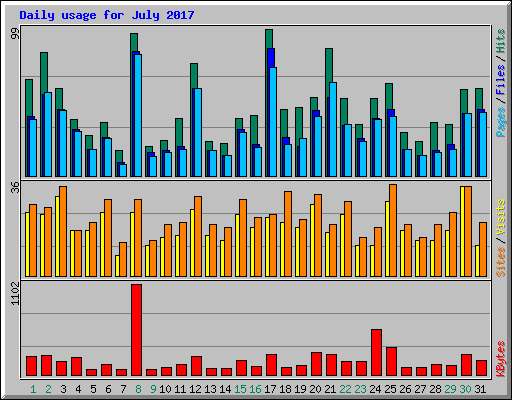 Daily usage for July 2017
99
Pages / Files / Hits
36
Sites / Visits
1102
KBytes
1 2 3 4 5 6 7 8 9 10 11 12 13 14 15 16 17 18 19 20 21 22 23 24 25 26 27 28 29 30 31